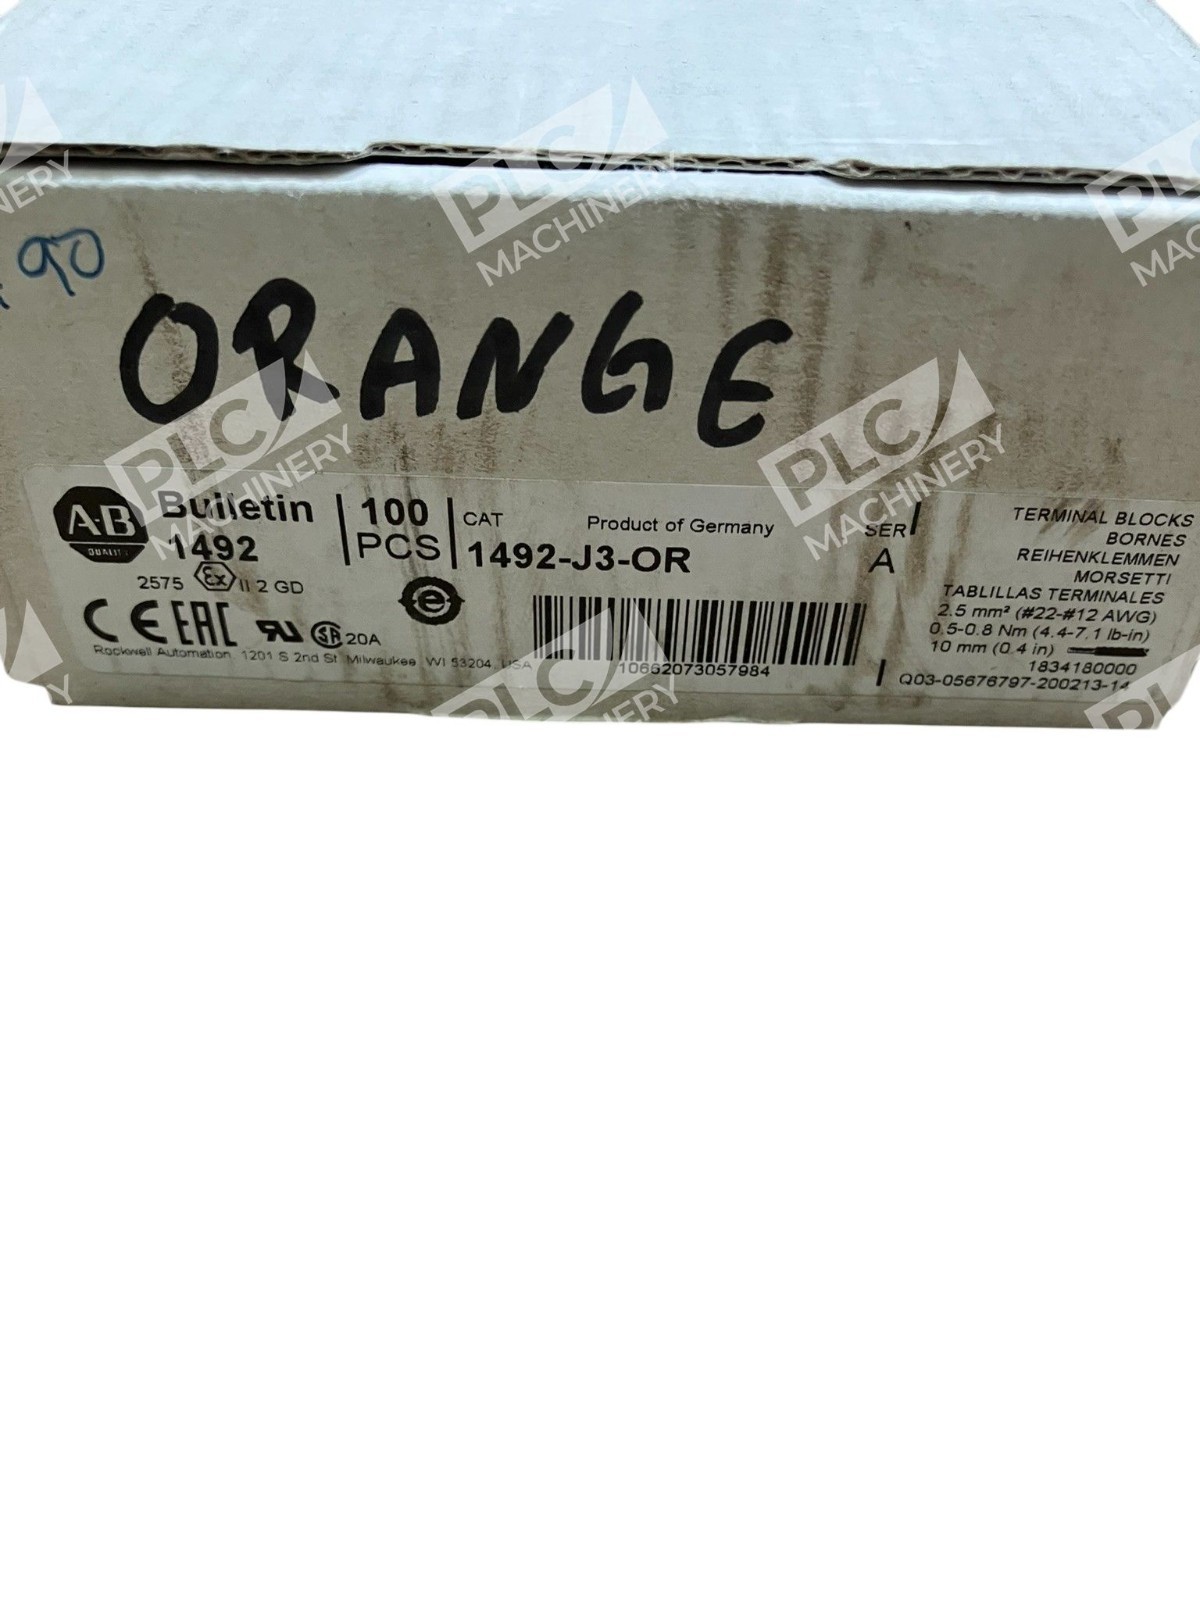 90
ORANGE
A-B
QUALITY
Bulletin
1492
100
PCS
CAT
Product of Germany
1492-J3-OR
SER
A
2575 Ex II 2 GD
CE EAC
20A
Rockwell Automation, 1201 S 2nd St. Milwaukee, WI 53204, USA
10662073057984
TERMINAL BLOCKS
BORNES
REIHENKLEMMEN
MORSETTI
TABLILLAS TERMINALES
2.5 mm² (#22-#12 AWG)
0.5-0.8 Nm (4.4-7.1 lb-in)
10 mm (0.4 in)
1834180000
Q03-05676797-200213-14
PLC
MACHINERY